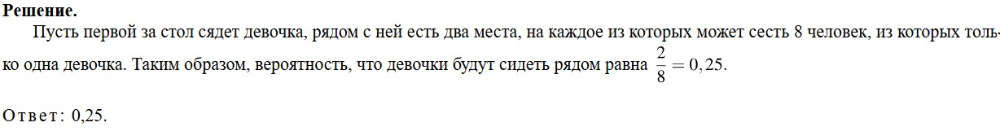 Решение.
Пусть первой за стол сядет девочка, рядом с ней есть два места, на каждое из которых может сесть 8 человек, из которых толь-
ко одна девочка. Таким образом, вероятность, что девочки будут сидеть рядом равна 2/8 = 0,25.
Ответ: 0,25.